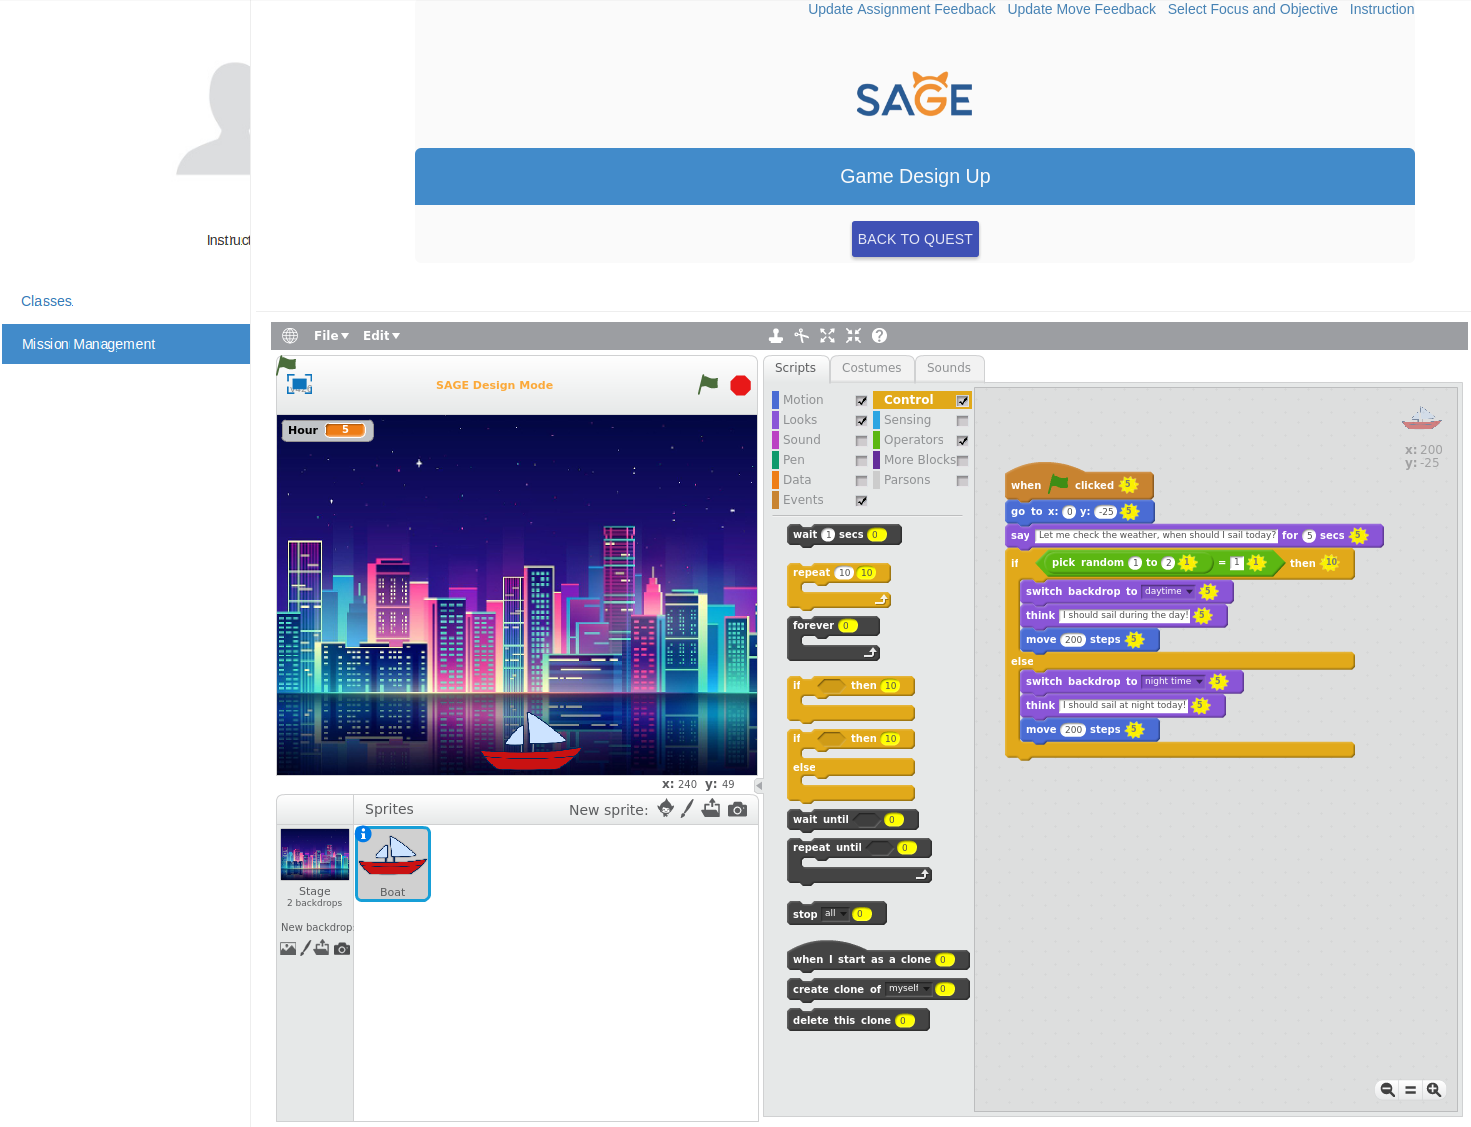 Update Assignment Feedback Update Move Feedback Select Focus and Objective Instruction
SAGE
Game Design Up
BACK TO QUEST
Instruct
Classes
Mission Management
File Edit
SAGE Design Mode
Hour 5
x: 240 y: 49
Sprites New sprite:
Stage
2 backdrops
New backdrop
Boat
Scripts Costumes Sounds
Motion Control
Looks Sensing
Sound Operators
Pen More Blocks
Data Parsons
Events
wait 1 secs 0
repeat 10 10
forever 0
if then 10
if then 10
else
wait until 0
repeat until 0
stop all 0
when I start as a clone 0
create clone of myself 0
delete this clone 0
x: 200
y: -25
when clicked 5
go to x: 0 y: -25 5
say Let me check the weather, when should I sail today? for 5 secs 5
if pick random 1 to 2 1 = 1 1 then 10
switch backdrop to daytime 5
think I should sail during the day! 5
move 200 steps 5
else
switch backdrop to night time 5
think I should sail at night today! 5
move 200 steps 5